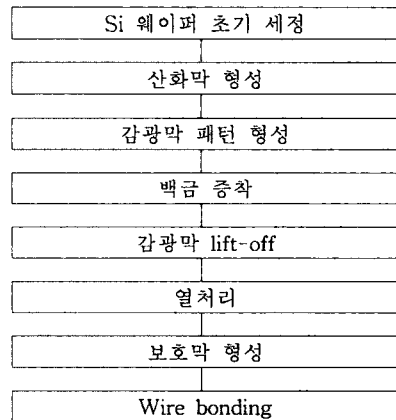 Si 웨이퍼 초기 세정
산화막 형성
감광막 패턴 형성
백금 증착
감광막 lift-off
열처리
보호막 형성
Wire bonding